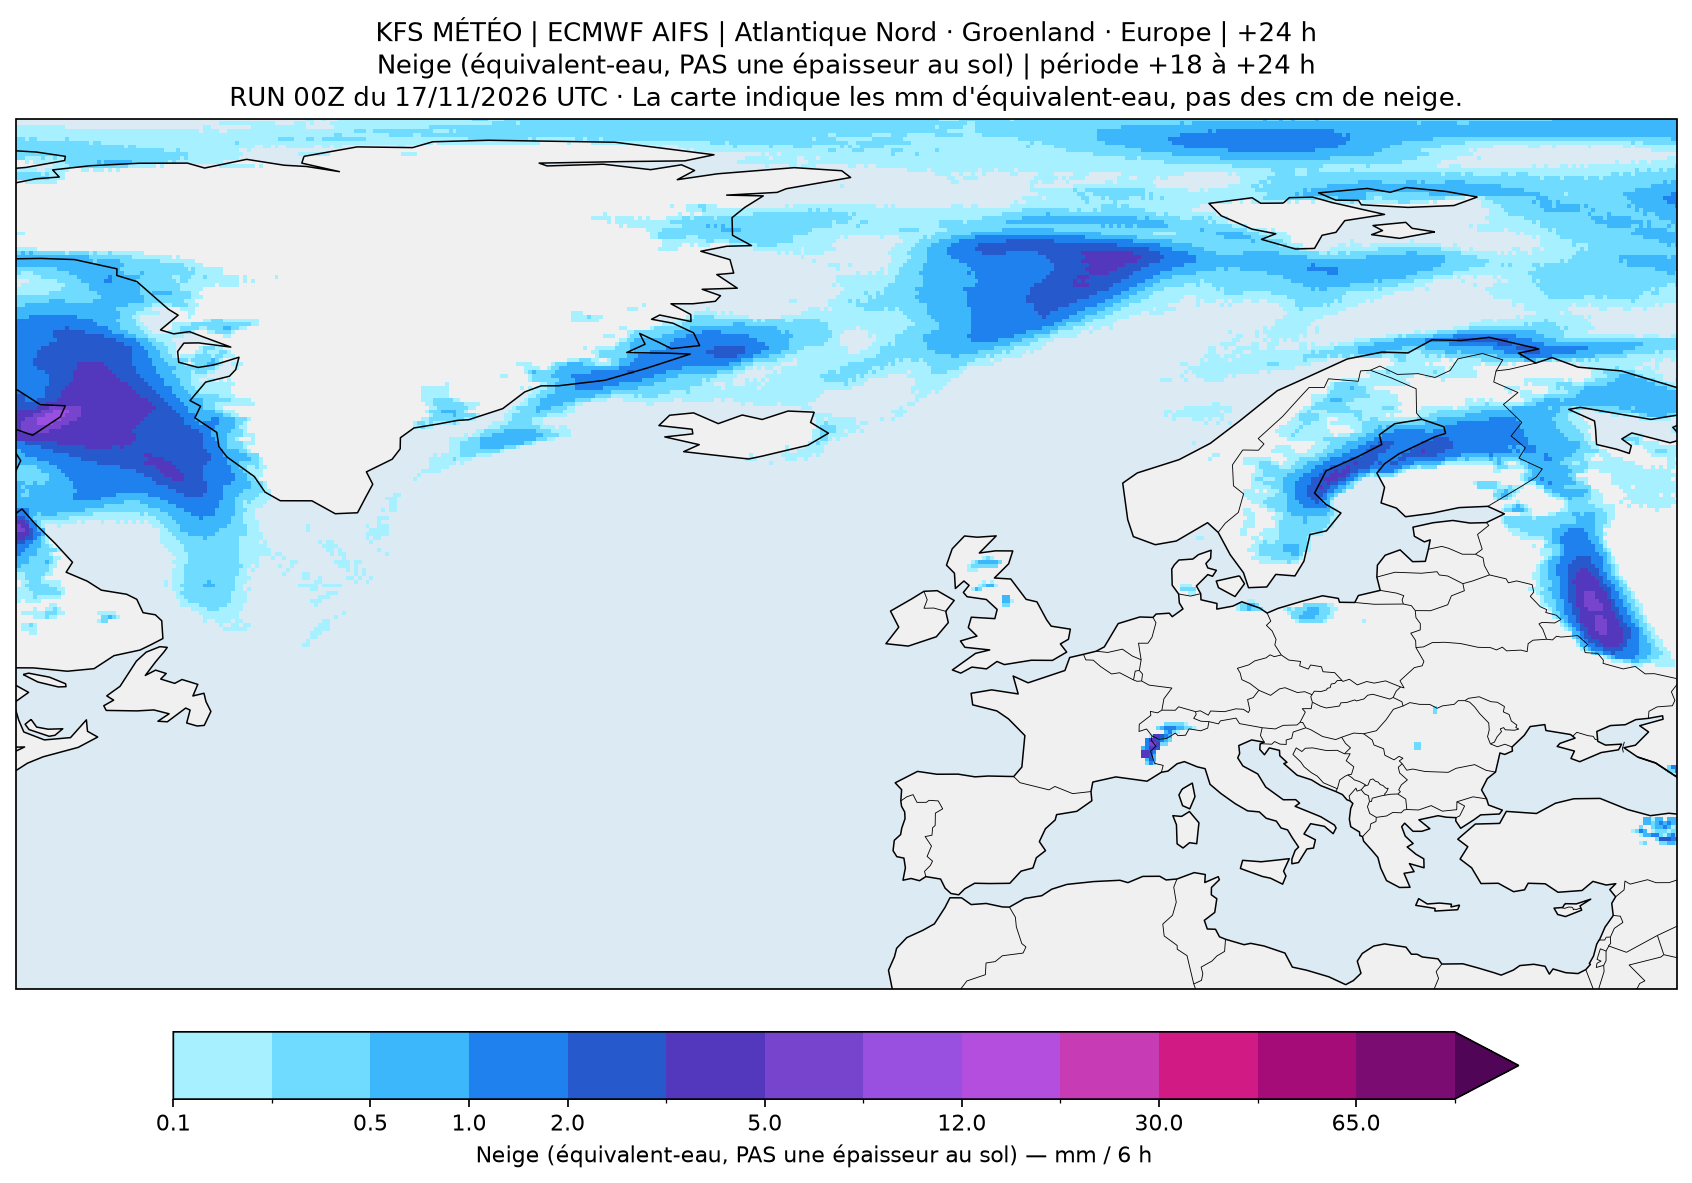 KFS MÉTÉO | ECMWF AIFS | Atlantique Nord · Groenland · Europe | +24 h
Neige (équivalent-eau, PAS une épaisseur au sol) | période +18 à +24 h
RUN 00Z du 17/11/2026 UTC · La carte indique les mm d'équivalent-eau, pas des cm de neige.
0.1 0.5 1.0 2.0 5.0 12.0 30.0 65.0
Neige (équivalent-eau, PAS une épaisseur au sol) — mm / 6 h